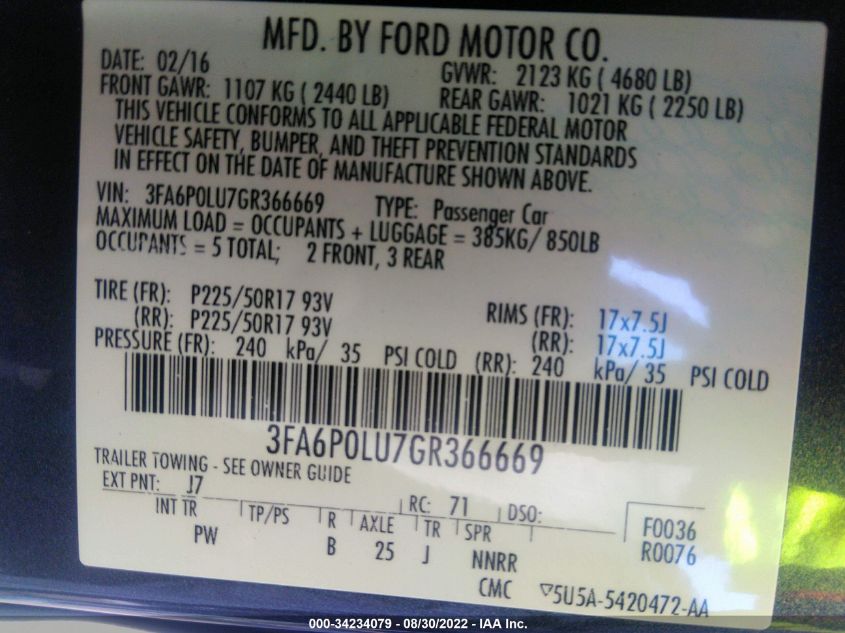 MFD. BY FORD MOTOR CO.
DATE: 02/16 GVWR: 2123 KG ( 4680 LB)
FRONT GAWR: 1107 KG ( 2440 LB) REAR GAWR: 1021 KG ( 2250 LB)
THIS VEHICLE CONFORMS TO ALL APPLICABLE FEDERAL MOTOR
VEHICLE SAFETY, BUMPER, AND THEFT PREVENTION STANDARDS
IN EFFECT ON THE DATE OF MANUFACTURE SHOWN ABOVE.
VIN: 3FA6P0LU7GR366669 TYPE: Passenger Car
MAXIMUM LOAD = OCCUPANTS + LUGGAGE = 385KG/ 850LB
OCCUPANTS = 5 TOTAL; 2 FRONT, 3 REAR
TIRE (FR): P225/50R17 93V RIMS (FR): 17x7.5J
(RR): P225/50R17 93V (RR): 17x7.5J
PRESSURE (FR): 240 kPa/ 35 PSI COLD (RR): 240 kPa/ 35 PSI COLD
3FA6P0LU7GR366669
TRAILER TOWING - SEE OWNER GUIDE
EXT PNT: J7 RC: 71 DSO: F0036
INT TR TP/PS R AXLE TR SPR R0076
PW B 25 J NNRR
CMC ▽5U5A-5420472-AA
000-34234079 - 08/30/2022 - IAA Inc.